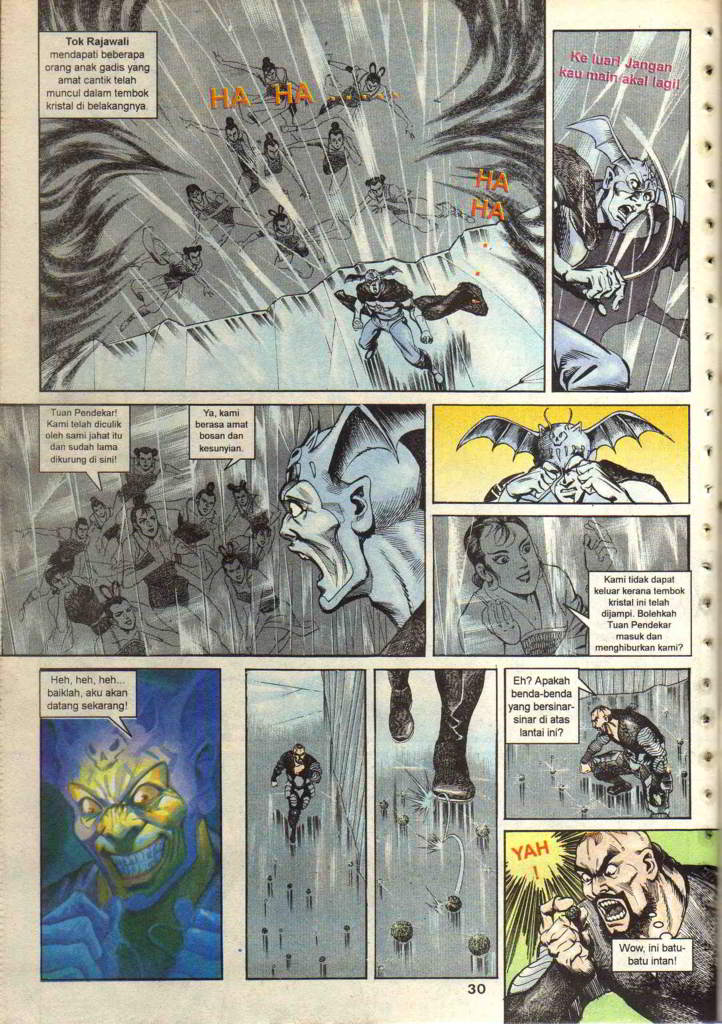 Tok Rajawali
mendapati beberapa
orang anak gadis yang
amat cantik telah
muncul dalam tembok
kristal di belakangnya.
HA HA ......
HA
HA
Ke luar! Jangan
kau main akal lagi!
Tuan Pendekar!
Kami telah diculik
oleh sami jahat itu
dan sudah lama
dikurung di sini!
Ya, kami
berasa amat
bosan dan
kesunyian.
Kami tidak dapat
keluar kerana tembok
kristal ini telah
dijampi. Bolehkah
Tuan Pendekar
masuk dan
menghiburkan kami?
Heh, heh, heh...
baiklah, aku akan
datang sekarang!
Eh? Apakah
benda-benda
yang bersinar-
sinar di atas
lantai ini?
YAH
!
Wow, ini batu-
batu intan!
30